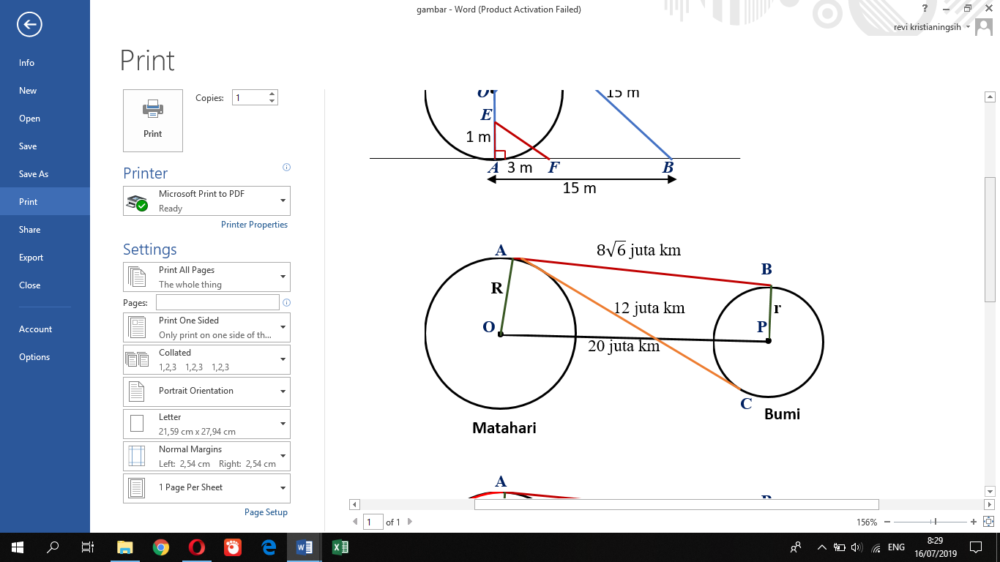 gambar - Word (Product Activation Failed)
?
revi kristianingsih
Info
New
Open
Save
Save As
Print
Share
Export
Close
Account
Options
Print
Print
Copies: 1
Printer
Microsoft Print to PDF
Ready
Printer Properties
Settings
Print All Pages
The whole thing
Pages:
Print One Sided
Only print on one side of th...
Collated
1,2,3 1,2,3 1,2,3
Portrait Orientation
Letter
21,59 cm x 27,94 cm
Normal Margins
Left: 2,54 cm Right: 2,54 cm
1 Page Per Sheet
Page Setup
O
15 m
E
1 m
A 3 m F B
15 m
A
8√6 juta km
B
R
12 juta km
r
O
P
20 juta km
C
Bumi
Matahari
A
1 of 1
156%
ENG
8:29
16/07/2019